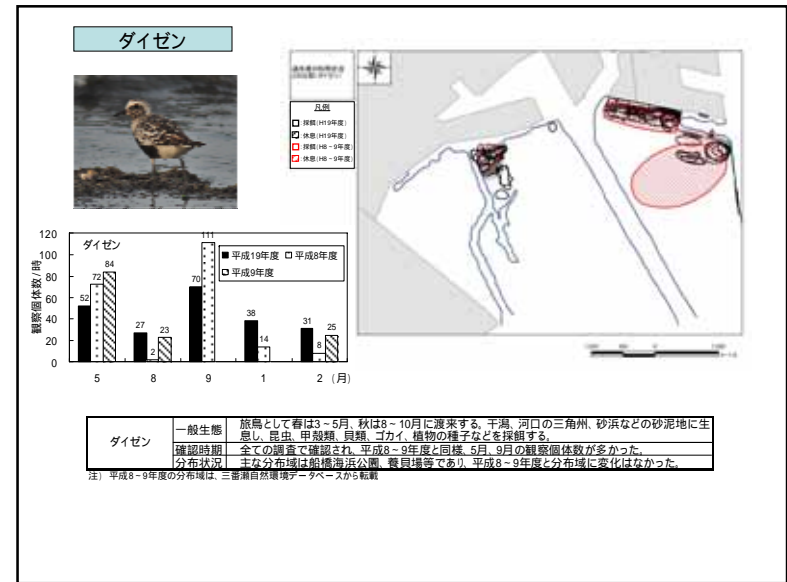 ダイゼン
凡例
採餌(H19年度)
休息(H19年度)
採餌(H8~9年度)
休息(H8~9年度)
ダイゼン
観察個体数/時
120
100
80
60
40
20
0
平成19年度 平成8年度
平成9年度
52 72 84
27 2 23
70 111
38 14
31 8 25
5 8 9 1 2 (月)
ダイゼン
一般生態 旅鳥として春は3~5月、秋は8~10月に渡来する。干潟、河口の三角州、砂浜などの砂泥地に生
息し、昆虫、甲殻類、貝類、ゴカイ、植物の種子などを採餌する。
確認時期 全ての調査で確認され、平成8~9年度と同様、5月、9月の観察個体数が多かった。
分布状況 主な分布域は船橋海浜公園、養貝場等であり、平成8~9年度と分布域に変化はなかった。
注) 平成8~9年度の分布域は、三番瀬自然環境データベースから転載